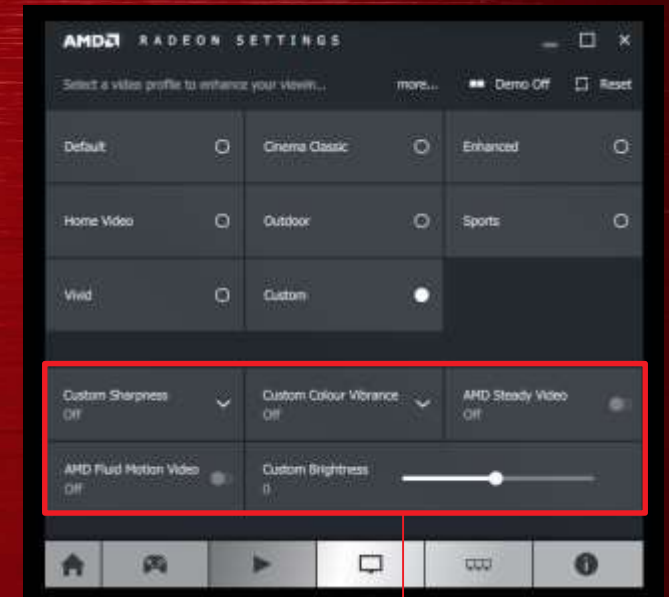 AMD RADEON SETTINGS
Select a video profile to enhance your viewin... more... Demo Off Reset
Default Cinema Classic Enhanced
Home Video Outdoor Sports
Vivid Custom
Custom Sharpness Custom Colour Vibrance AMD Steady Video
Off Off Off
AMD Fluid Motion Video Custom Brightness
Off 0